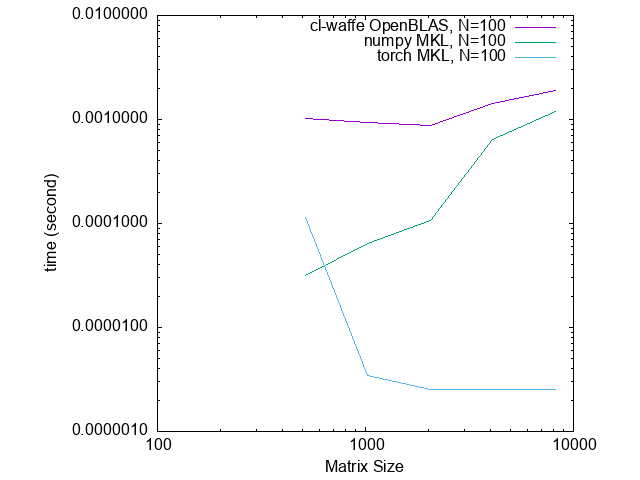 0.0100000
cl-waffe OpenBLAS, N=100
numpy MKL, N=100
torch MKL, N=100
0.0010000
0.0001000
0.0000100
0.0000010
time (second)
100
1000
10000
Matrix Size